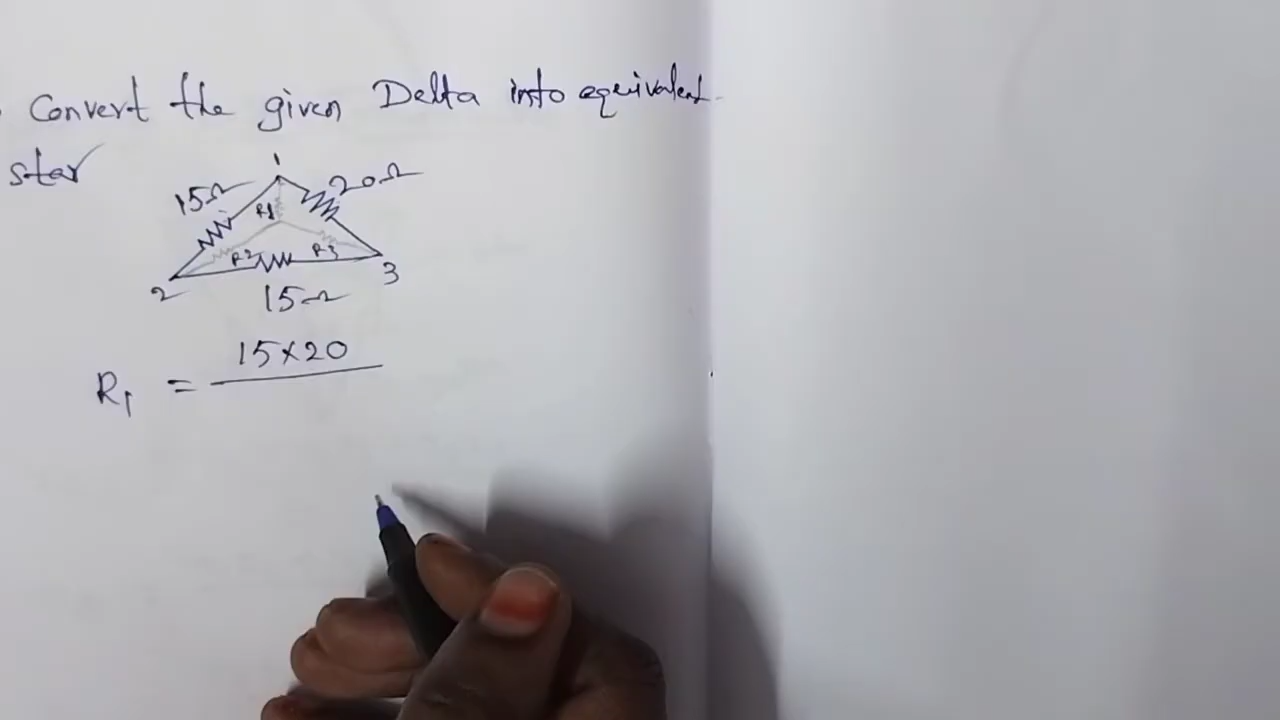 Convert the given Delta into equivalent
star
1
15Ω 20Ω
R1
R2 R3
2 3
15Ω
15×20
R1 =